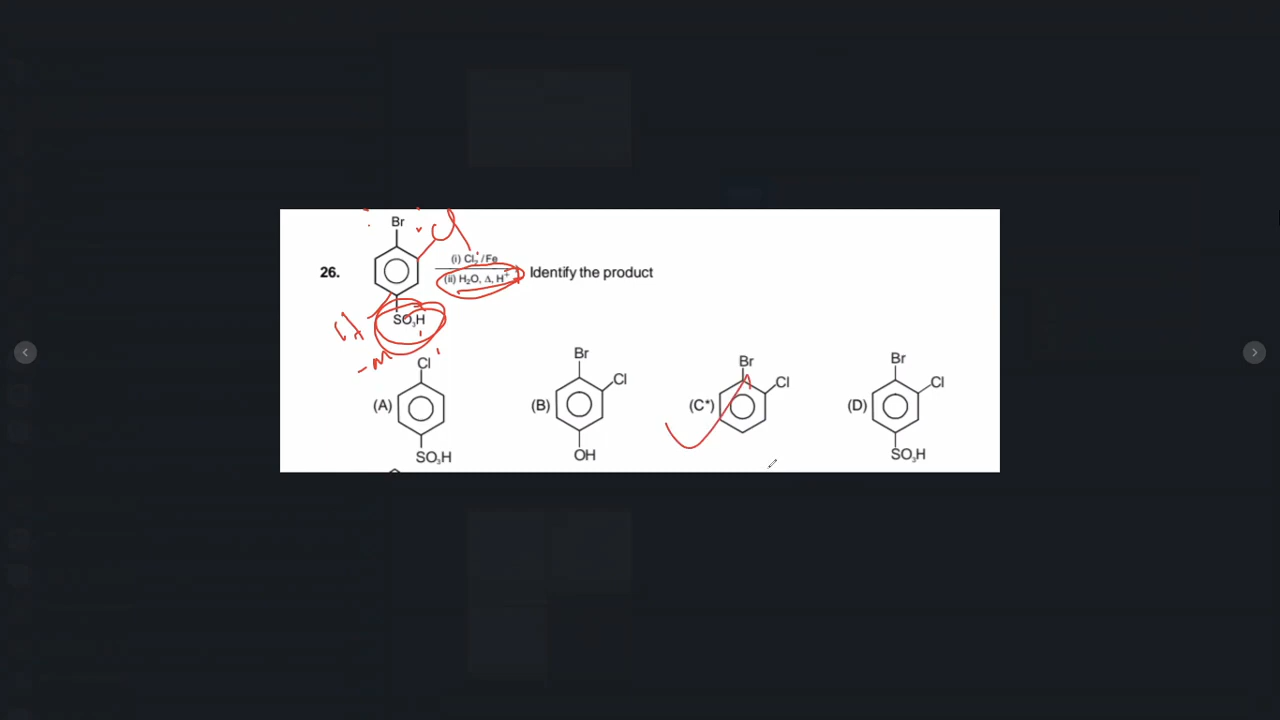 Br
Cl
26.
(i) Cl₂/Fe
(ii) H₂O, Δ, H⁺
Identify the product
SO₃H
-M
Cl
(A)
SO₃H
Br
Cl
(B)
OH
Br
Cl
(C*)
Br
Cl
(D)
SO₃H